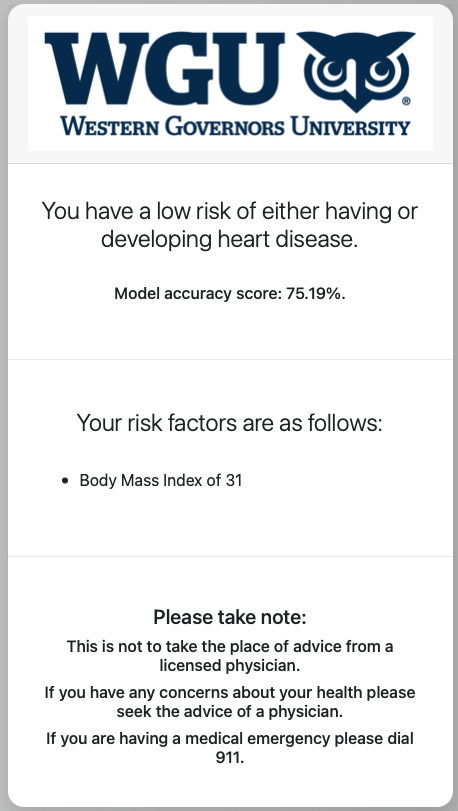 WGU
®
WESTERN GOVERNORS UNIVERSITY
You have a low risk of either having or
developing heart disease.
Model accuracy score: 75.19%.
Your risk factors are as follows:
• Body Mass Index of 31
Please take note:
This is not to take the place of advice from a
licensed physician.
If you have any concerns about your health please
seek the advice of a physician.
If you are having a medical emergency please dial
911.